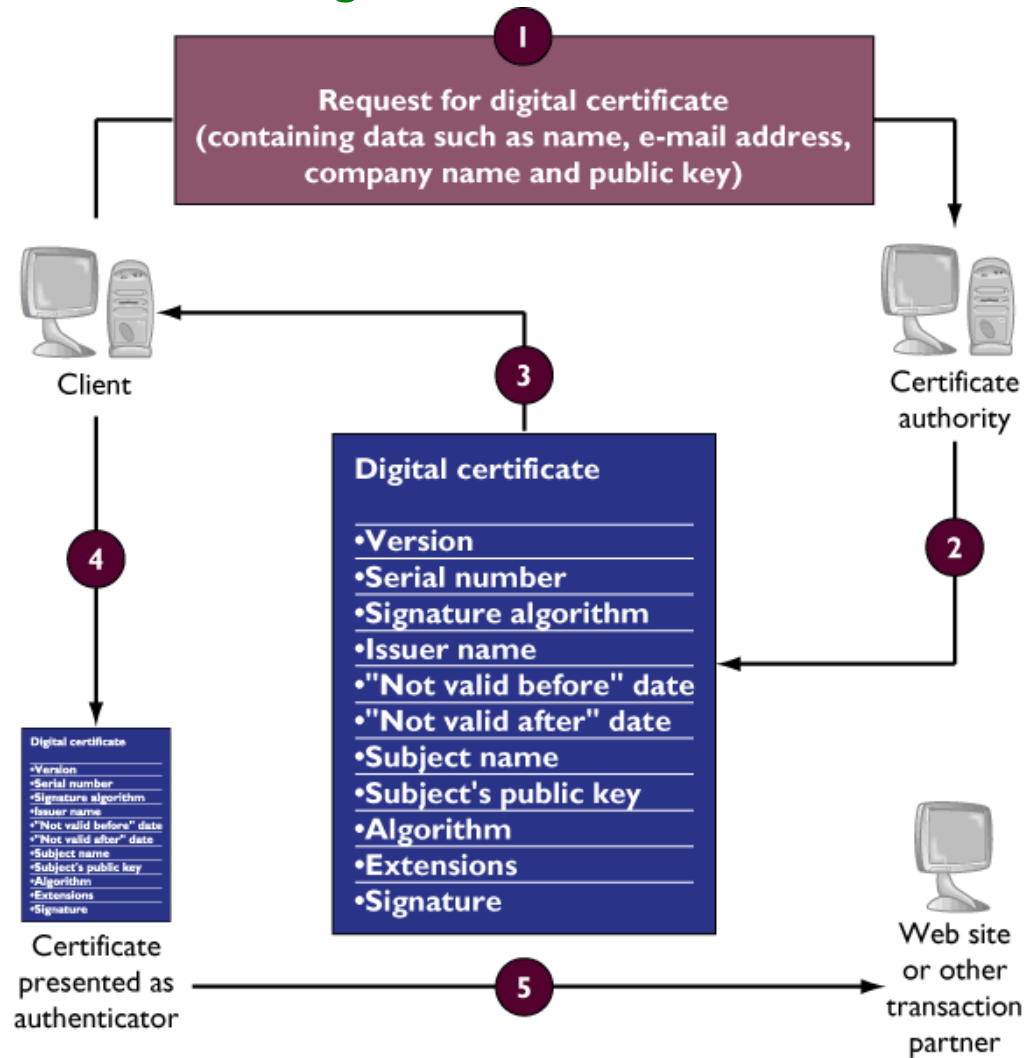 1
Request for digital certificate
(containing data such as name, e-mail address,
company name and public key)
Client
Certificate
authority
3
Digital certificate
•Version
•Serial number
•Signature algorithm
•Issuer name
•"Not valid before" date
•"Not valid after" date
•Subject name
•Subject's public key
•Algorithm
•Extensions
•Signature
2
4
Digital certificate
•Version
•Serial number
•Signature algorithm
•Issuer name
•"Not valid before" date
•"Not valid after" date
•Subject name
•Subject's public key
•Algorithm
•Extensions
•Signature
Certificate
presented as
authenticator
5
Web site
or other
transaction
partner